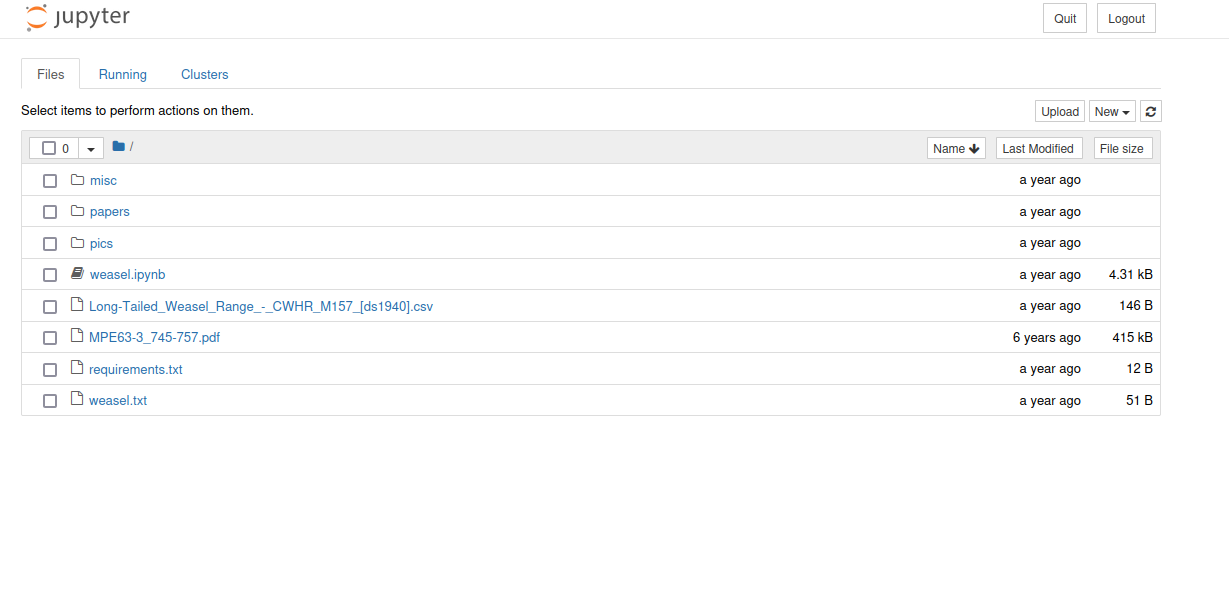 jupyter Quit Logout
Files Running Clusters
Select items to perform actions on them. Upload New
0 / Name Last Modified File size
misc a year ago
papers a year ago
pics a year ago
weasel.ipynb a year ago 4.31 kB
Long-Tailed_Weasel_Range_-_CWHR_M157_[ds1940].csv a year ago 146 B
MPE63-3_745-757.pdf 6 years ago 415 kB
requirements.txt a year ago 12 B
weasel.txt a year ago 51 B